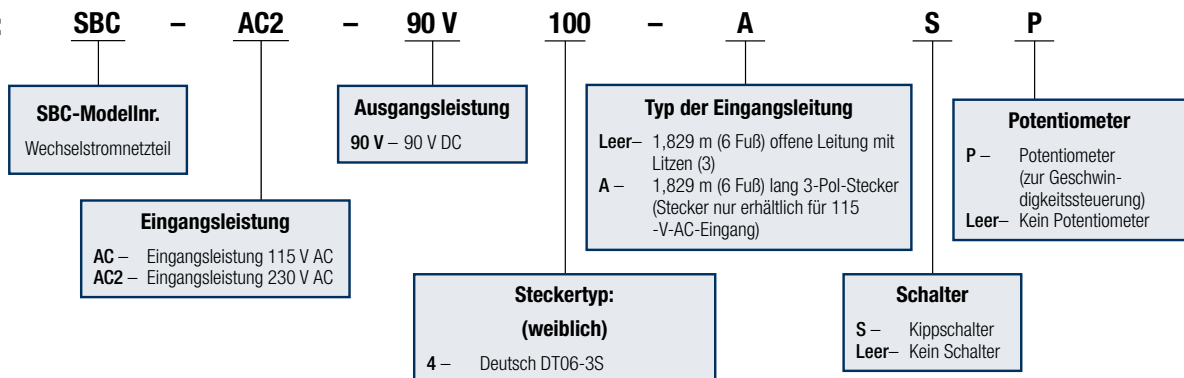 : SBC – AC2 – 90 V 100 – A S P
SBC-Modellnr.
Wechselstromnetzteil
Eingangsleistung
AC – Eingangsleistung 115 V AC
AC2 – Eingangsleistung 230 V AC
Ausgangsleistung
90 V – 90 V DC
Steckertyp:
(weiblich)
4 – Deutsch DT06-3S
Typ der Eingangsleitung
Leer– 1,829 m (6 Fuß) offene Leitung mit
Litzen (3)
A – 1,829 m (6 Fuß) lang 3-Pol-Stecker
(Stecker nur erhältlich für 115
-V-AC-Eingang)
Schalter
S – Kippschalter
Leer– Kein Schalter
Potentiometer
P – Potentiometer
(zur Geschwin-
digkeitssteuerung)
Leer– Kein Potentiometer